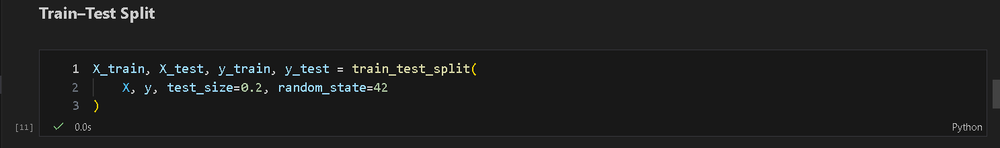 Train–Test Split
1 X_train, X_test, y_train, y_test = train_test_split(
2     X, y, test_size=0.2, random_state=42
3 )
[11] ✓ 0.0s Python